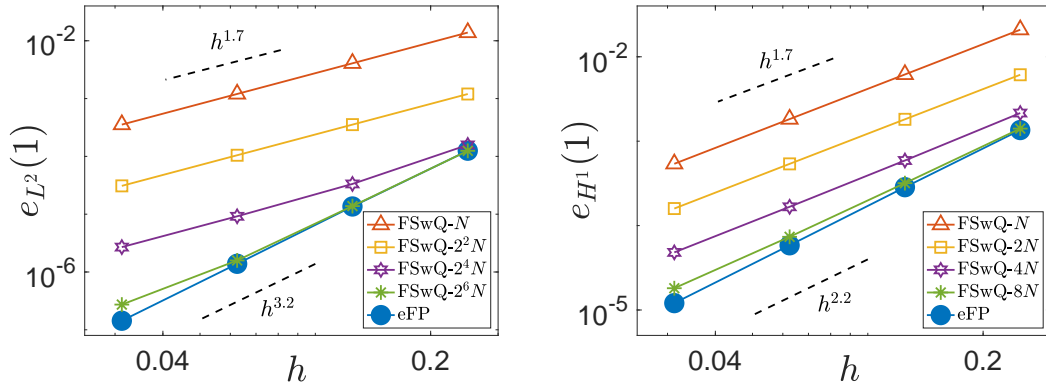 10^{-2}
h^{1.7}
e_{L^2}(1)
FSwQ-N
FSwQ-2^2N
FSwQ-2^4N
FSwQ-2^6N
eFP
10^{-6}
h^{3.2}
0.04
h
0.2
10^{-2}
h^{1.7}
e_{H^1}(1)
FSwQ-N
FSwQ-2N
FSwQ-4N
FSwQ-8N
eFP
10^{-5}
h^{2.2}
0.04
h
0.2